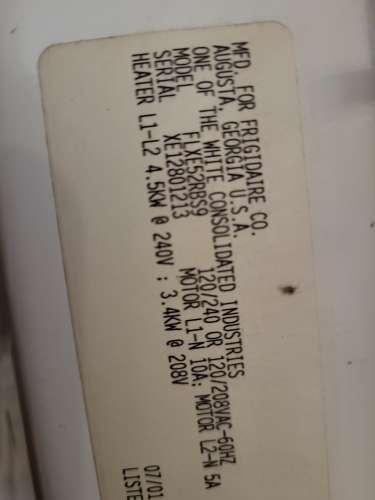 MFD. FOR FRIGIDAIRE CO.
AUGUSTA, GEORGIA U.S.A.
ONE OF THE WHITE CONSOLIDATED INDUSTRIES
MODEL FLXE52RBS9 120/240 OR 120/208VAC-60HZ
SERIAL XE12801213 MOTOR L1-N 10A; MOTOR L2-N 5A
HEATER L1-L2 4.5KW @ 240V ; 3.4KW @ 208V
07/01
LISTE